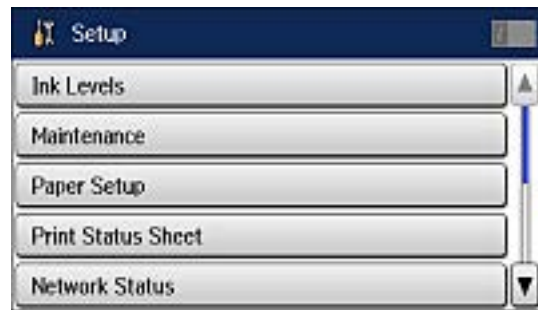 Setup
Ink Levels
Maintenance
Paper Setup
Print Status Sheet
Network Status